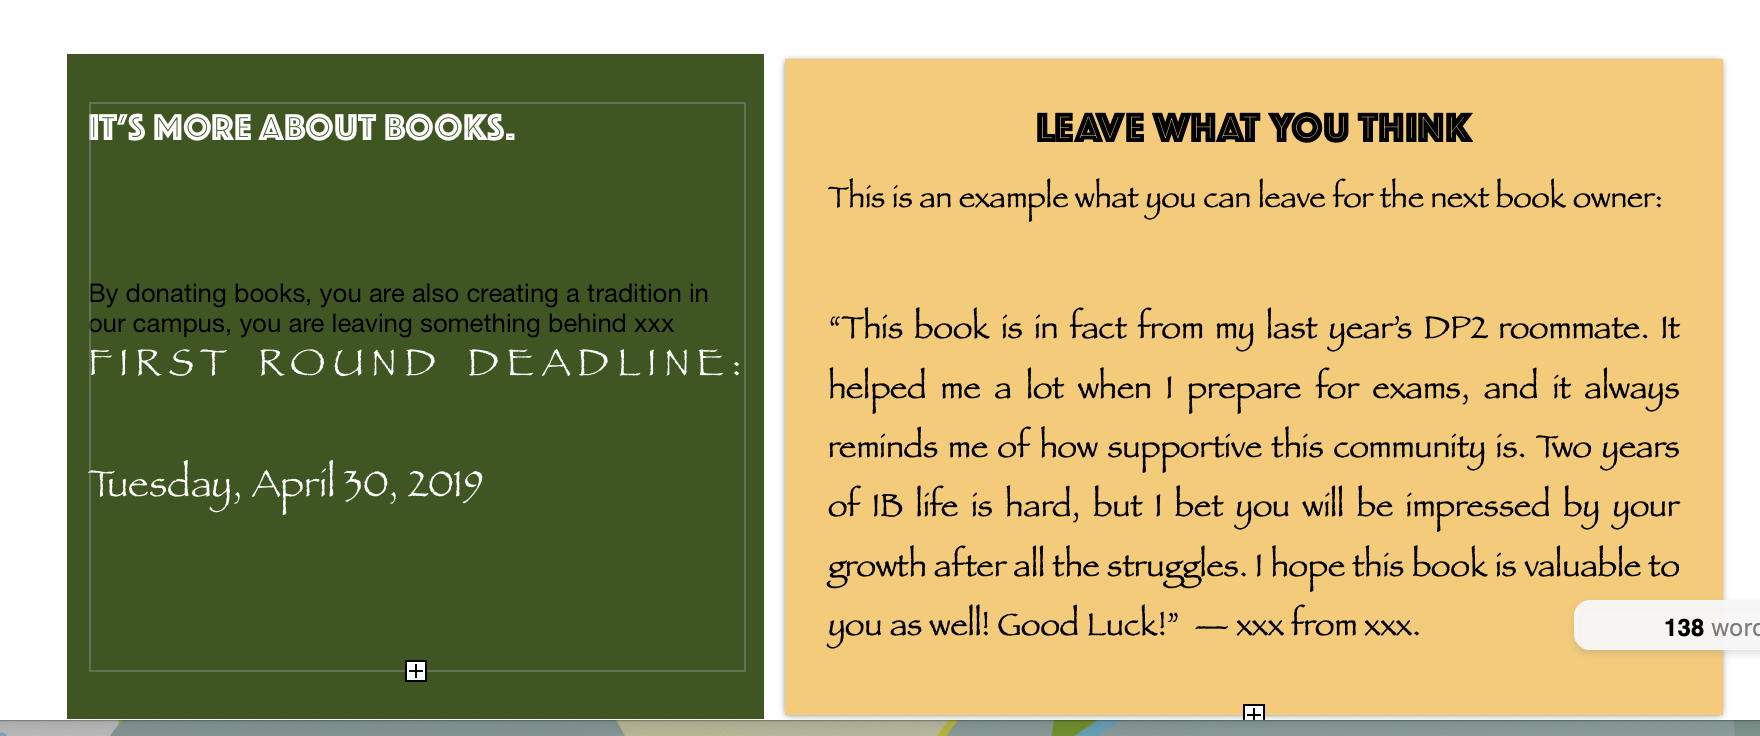 IT'S MORE ABOUT BOOKS.
By donating books, you are also creating a tradition in
our campus, you are leaving something behind xxx
FIRST ROUND DEADLINE:
Tuesday, April 30, 2019
LEAVE WHAT YOU THINK
This is an example what you can leave for the next book owner:
“This book is in fact from my last year’s DP2 roommate. It
helped me a lot when I prepare for exams, and it always
reminds me of how supportive this community is. Two years
of IB life is hard, but I bet you will be impressed by your
growth after all the struggles. I hope this book is valuable to
you as well! Good Luck!” — xxx from xxx.
138 word